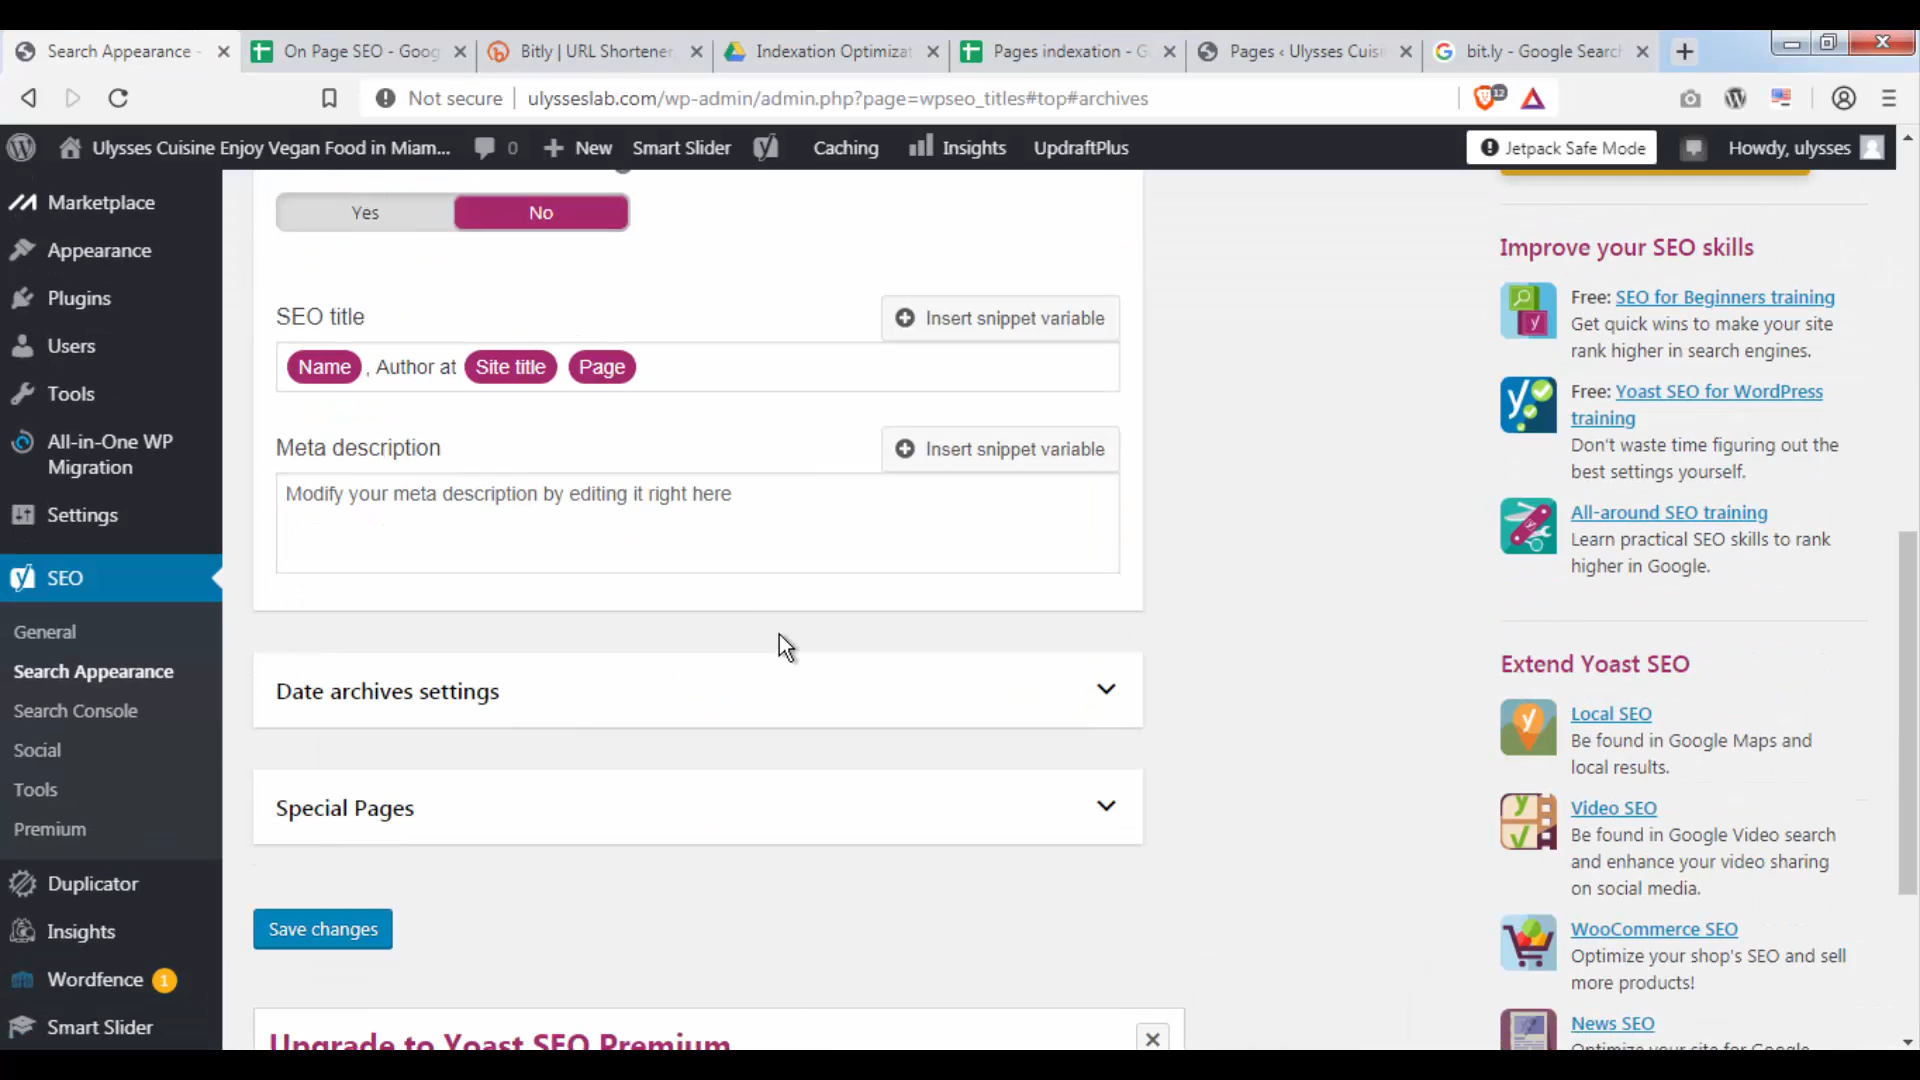 Search Appearance -
On Page SEO - Goog
Bitly | URL Shortener
Indexation Optimizat
Pages indexation - G
Pages ‹ Ulysses Cuisi
bit.ly - Google Search
Not secure
ulysseslab.com/wp-admin/admin.php?page=wpseo_titles#top#archives
12
Ulysses Cuisine Enjoy Vegan Food in Miam...
0
New
Smart Slider
Caching
Insights
UpdraftPlus
Jetpack Safe Mode
Howdy, ulysses
Marketplace
Appearance
Plugins
Users
Tools
All-in-One WP
Migration
Settings
SEO
General
Search Appearance
Search Console
Social
Tools
Premium
Duplicator
Insights
Wordfence 1
Smart Slider
Yes
No
SEO title
Insert snippet variable
Name , Author at Site title Page
Meta description
Insert snippet variable
Modify your meta description by editing it right here
Date archives settings
Special Pages
Save changes
Upgrade to Yoast SEO Premium
Improve your SEO skills
Free: SEO for Beginners training
Get quick wins to make your site
rank higher in search engines.
Free: Yoast SEO for WordPress
training
Don't waste time figuring out the
best settings yourself.
All-around SEO training
Learn practical SEO skills to rank
higher in Google.
Extend Yoast SEO
Local SEO
Be found in Google Maps and
local results.
Video SEO
Be found in Google Video search
and enhance your video sharing
on social media.
WooCommerce SEO
Optimize your shop's SEO and sell
more products!
News SEO
Optimize your site for Google